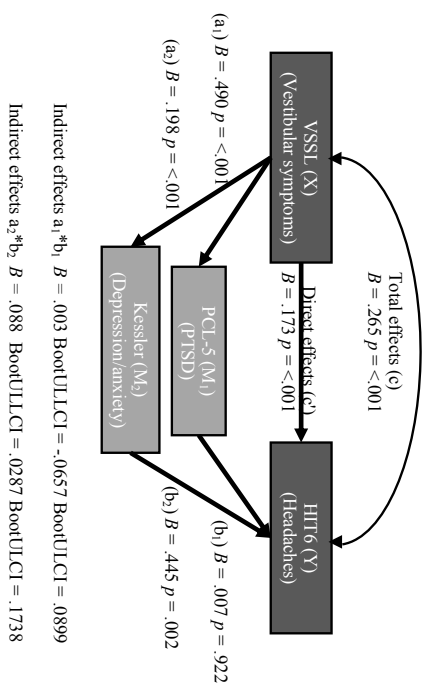 Total effects (c)
B = .265 p =<.001
VSSL (X)
(Vestibular symptoms)
Direct effects (c')
B = .173 p =<.001
HIT6 (Y)
(Headaches)
(a₁) B = .490 p =<.001
PCL-5 (M₁)
(PTSD)
(b₁) B = .007 p = .922
(a₂) B = .198 p =<.001
Kessler (M₂)
(Depression/anxiety)
(b₂) B = .445 p = .002
Indirect effects a₁*b₁ B = .003 BootULLCI = -.0657 BootULCI = .0899
Indirect effects a₂*b₂ B = .088 BootULLCI = .0287 BootULCI = .1738